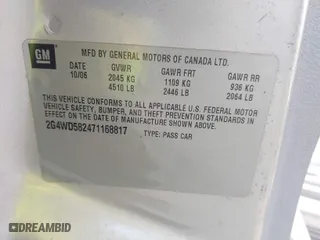 GM
MFD BY GENERAL MOTORS OF CANADA LTD.
DATE GVWR GAWR FRT GAWR RR
10/06 2045 KG 1109 KG 936 KG
4510 LB 2446 LB 2064 LB
THIS VEHICLE CONFORMS TO ALL APPLICABLE U.S. FEDERAL MOTOR
VEHICLE SAFETY, BUMPER, AND THEFT PREVENTION STANDARDS
IN EFFECT ON THE DATE OF MANUFACTURE SHOWN ABOVE.
2G4WD582471168817 TYPE: PASS CAR
DREAMBID